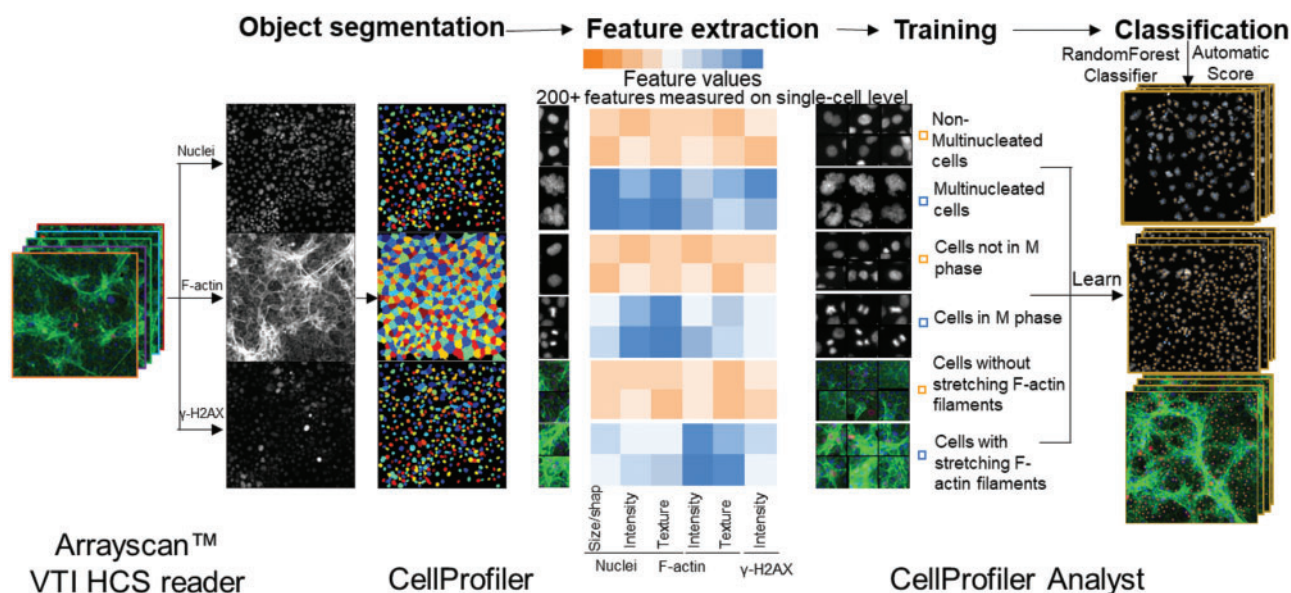 Object segmentation
Feature extraction
Training
Classification
RandomForest
Classifier
Automatic
Score
Feature values
200+ features measured on single-cell level
Nuclei
F-actin
γ-H2AX
Non-
Multinucleated
cells
Multinucleated
cells
Cells not in M
phase
Cells in M phase
Cells without
stretching F-actin
filaments
Cells with
stretching F-
actin filaments
Learn
Size/shap
Intensity
Texture
Intensity
Texture
Intensity
Nuclei
F-actin
γ-H2AX
Arrayscan™
VTI HCS reader
CellProfiler
CellProfiler Analyst